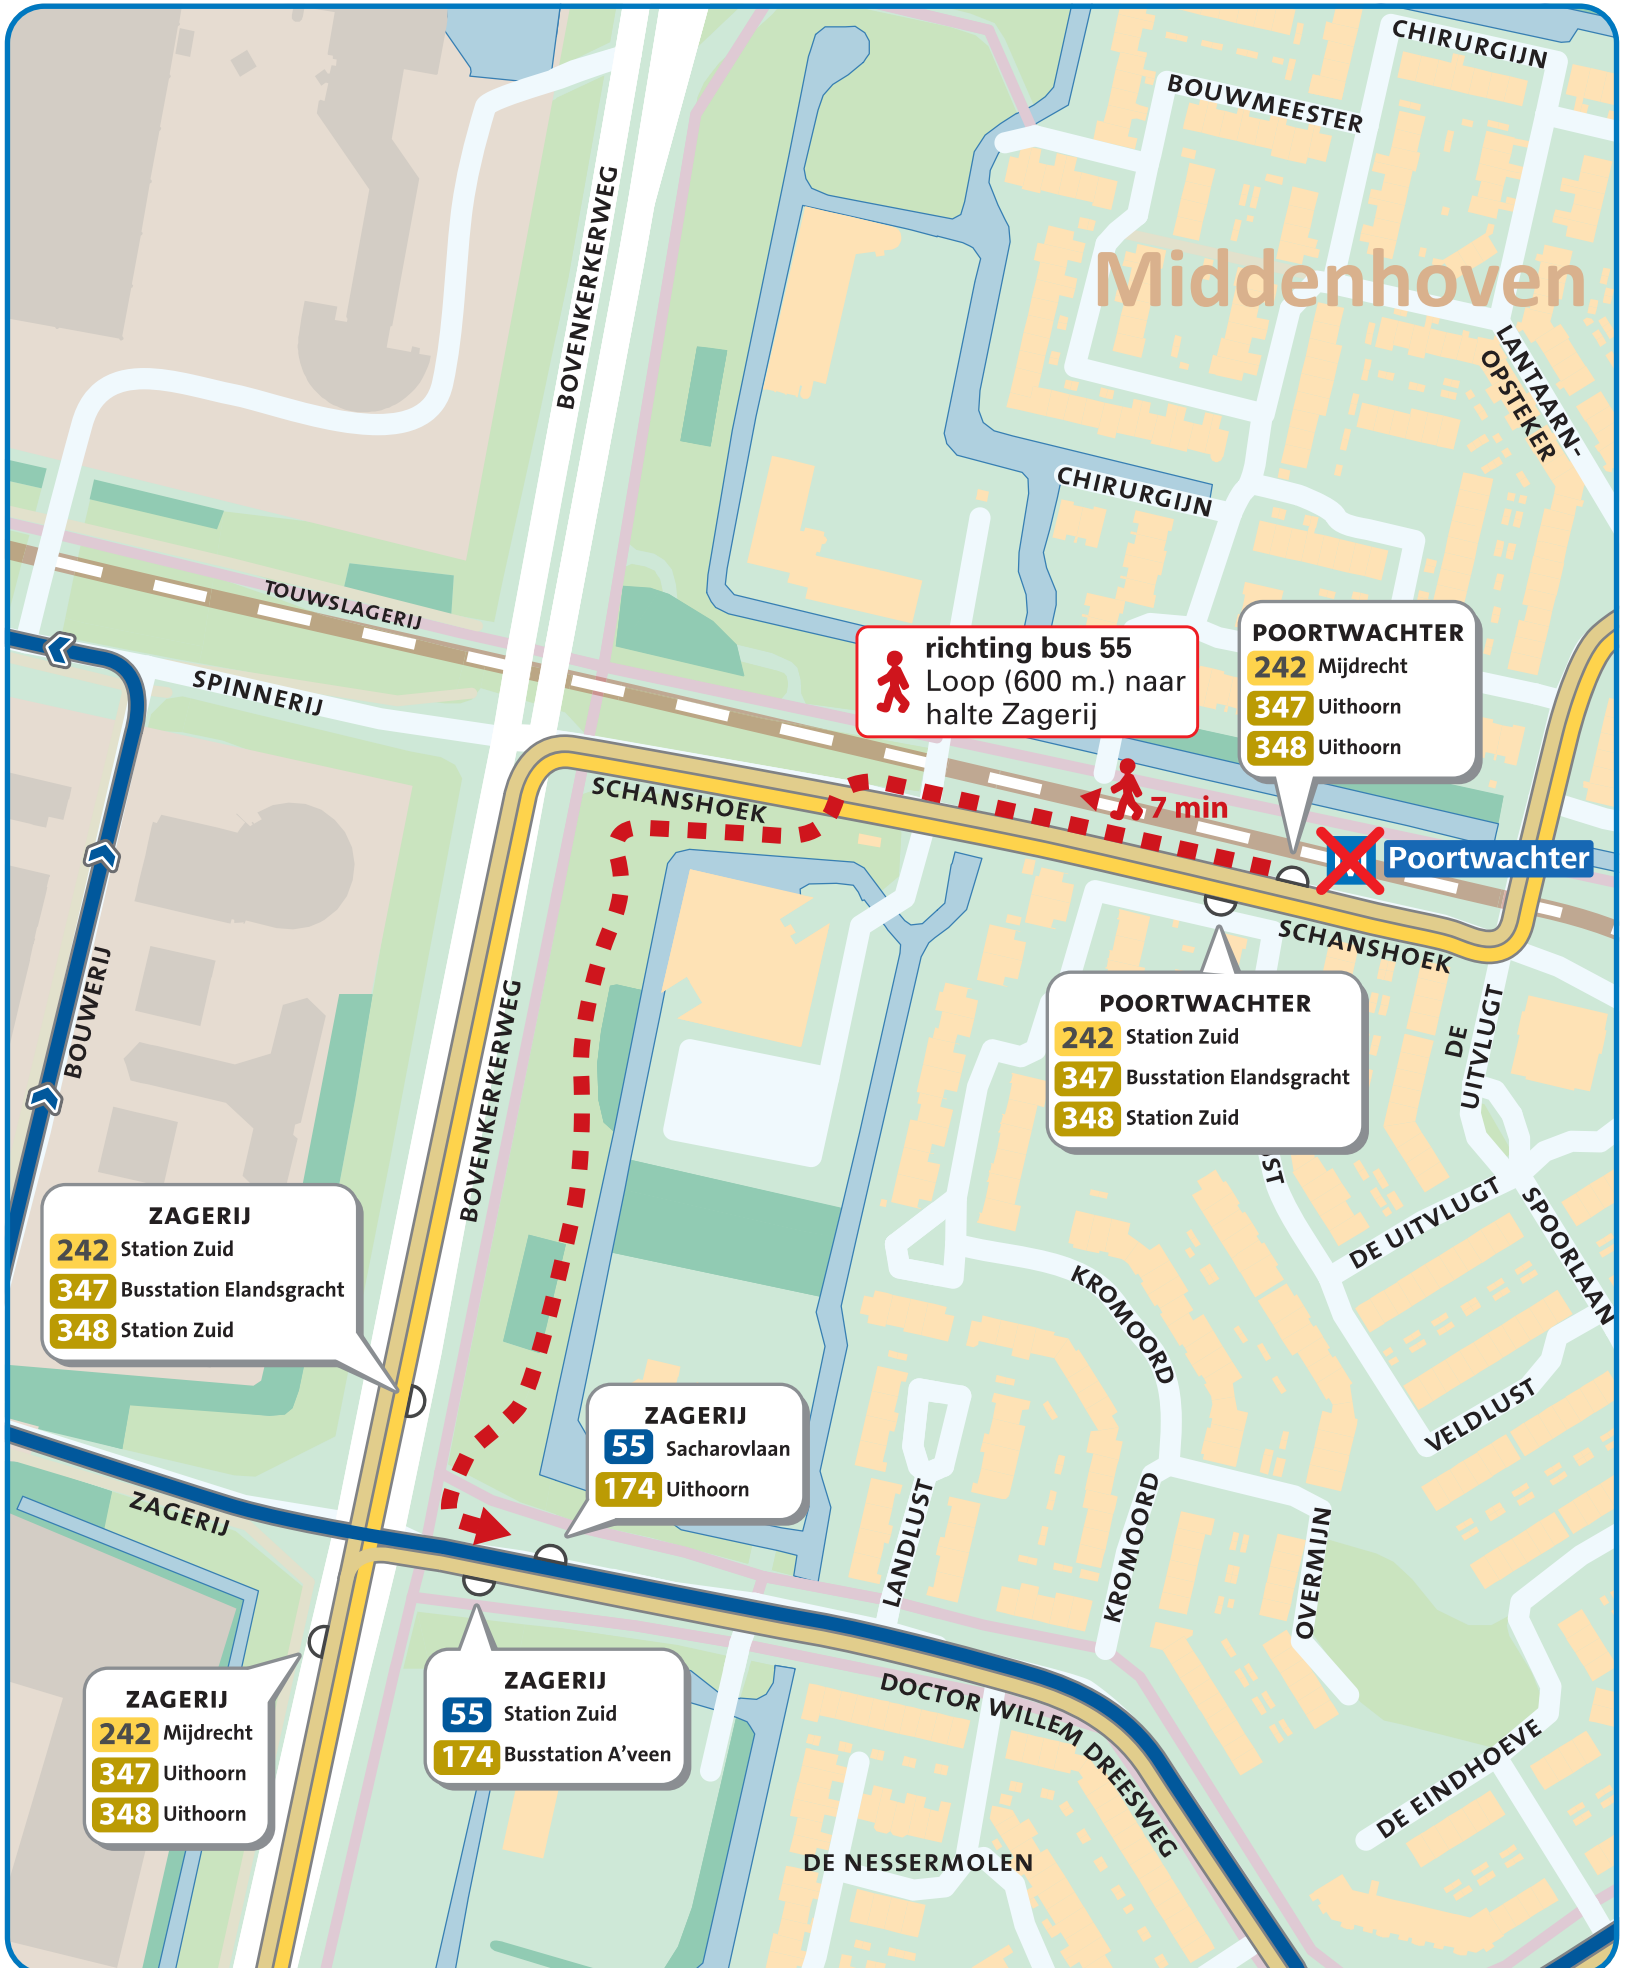 CHIRURGIJN
BOUWMEESTER
BOVENKERKERWEG
Middenhoven
LANTAARN-
OPSTEKER
CHIRURGIJN
TOUWSLAGERIJ
SPINNERIJ
richting bus 55
Loop (600 m.) naar
halte Zagerij
POORTWACHTER
242 Mijdrecht
347 Uithoorn
348 Uithoorn
SCHANSHOEK
7 min
Poortwachter
SCHANSHOEK
BOUWERIJ
BOVENKERKERWEG
POORTWACHTER
242 Station Zuid
347 Busstation Elandsgracht
348 Station Zuid
DE
UITVLUGT
ST
DE UITVLUGT
SPOORLAAN
ZAGERIJ
242 Station Zuid
347 Busstation Elandsgracht
348 Station Zuid
KROMOORD
VELDLUST
ZAGERIJ
55 Sacharovlaan
174 Uithoorn
ZAGERIJ
LANDLUST
KROMOORD
OVERMIJN
ZAGERIJ
242 Mijdrecht
347 Uithoorn
348 Uithoorn
ZAGERIJ
55 Station Zuid
174 Busstation A'veen
DOCTOR WILLEM DREESWEG
DE EINDHOEVE
DE NESSERMOLEN